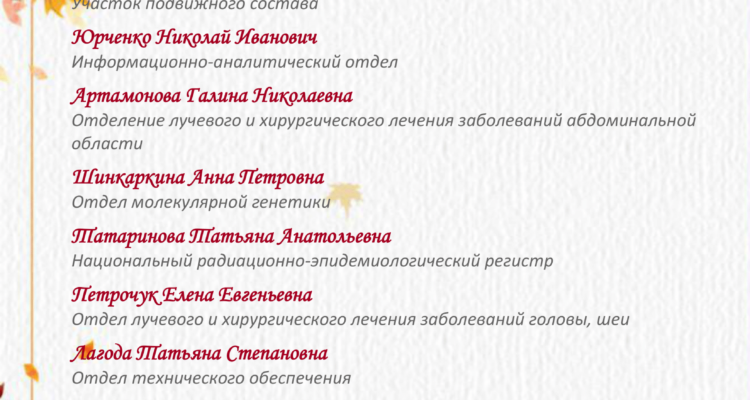 Участок подвижного состава
Юрченко Николай Иванович
Информационно-аналитический отдел
Артамонова Галина Николаевна
Отделение лучевого и хирургического лечения заболеваний абдоминальной
области
Шинкаркина Анна Петровна
Отдел молекулярной генетики
Татаринова Татьяна Анатольевна
Национальный радиационно-эпидемиологический регистр
Петрочук Елена Евгеньевна
Отдел лучевого и хирургического лечения заболеваний головы, шеи
Лагода Татьяна Степановна
Отдел технического обеспечения